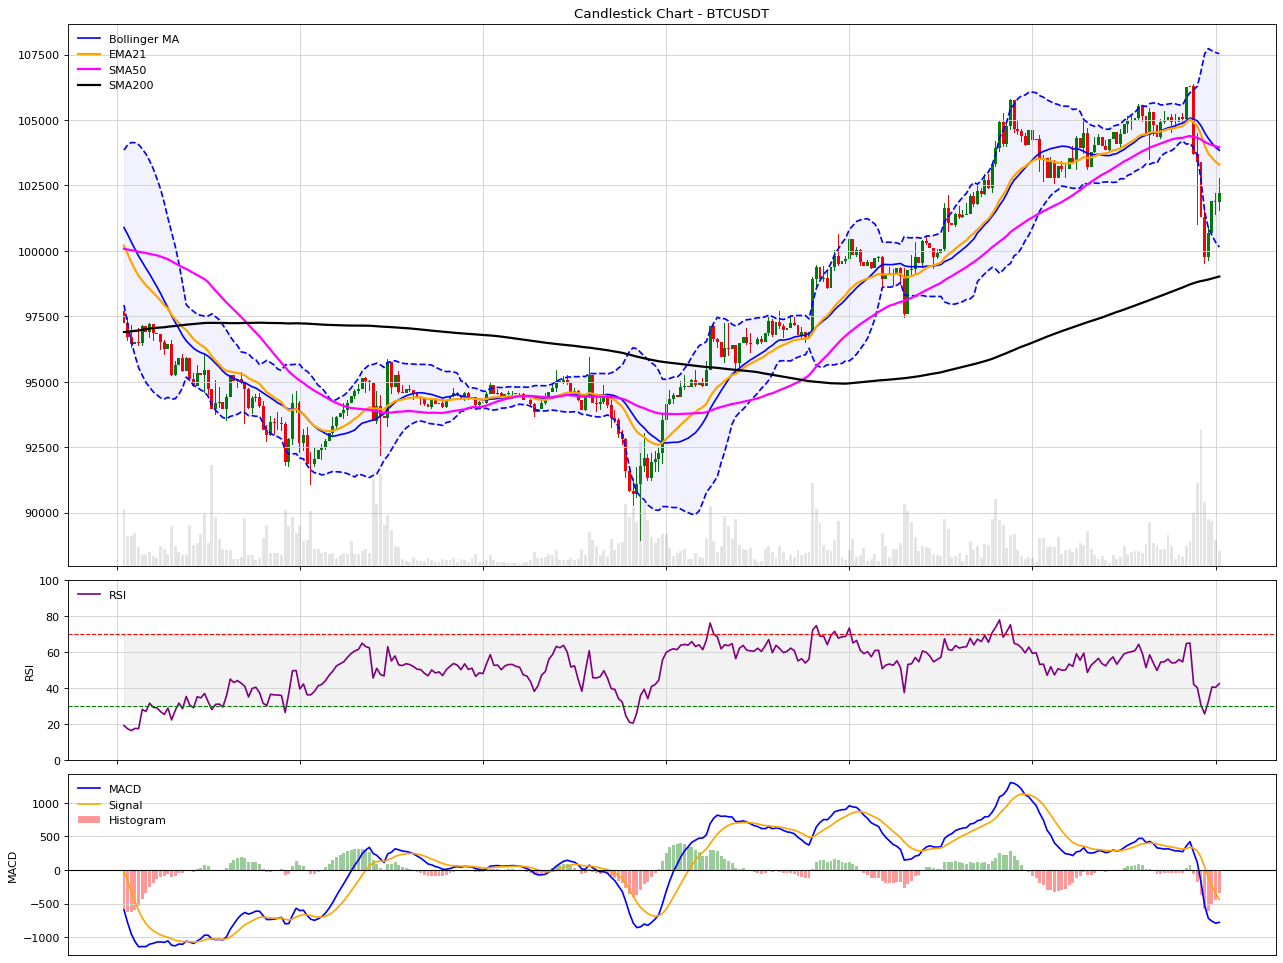 Candlestick Chart - BTCUSDT
Bollinger MA
EMA21
SMA50
SMA200
107500
105000
102500
100000
97500
95000
92500
90000
RSI
100
80
60
40
20
0
RSI
MACD
Signal
Histogram
1000
500
0
−500
−1000
MACD